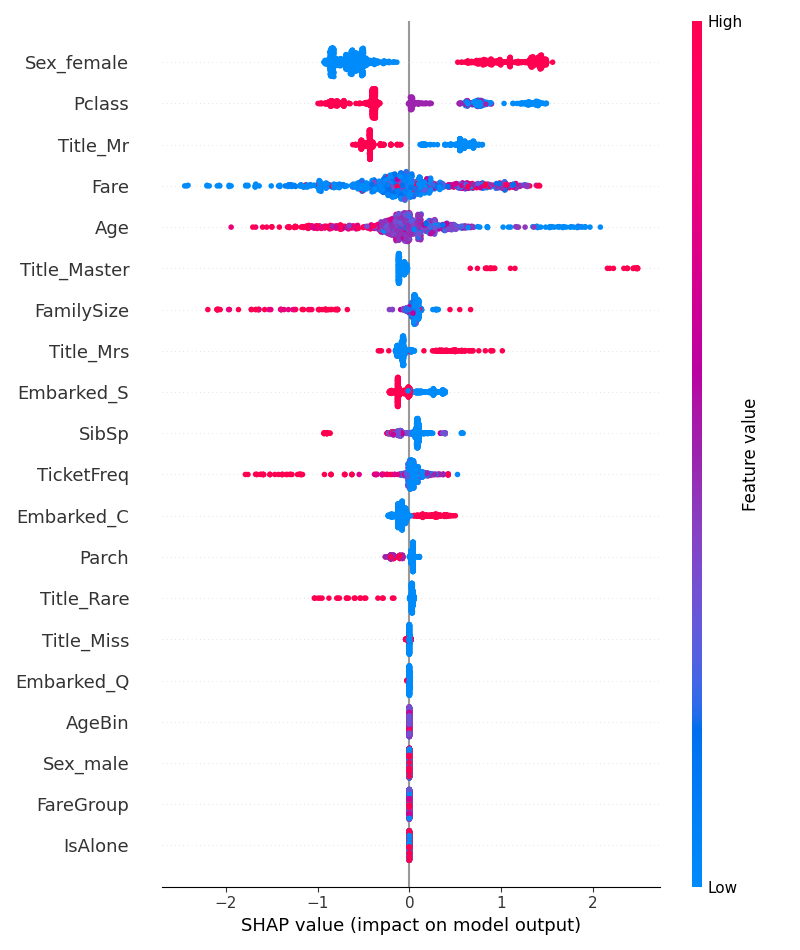 High
Sex_female
Pclass
Title_Mr
Fare
Age
Title_Master
FamilySize
Title_Mrs
Embarked_S
SibSp
TicketFreq
Embarked_C
Parch
Title_Rare
Title_Miss
Embarked_Q
AgeBin
Sex_male
FareGroup
IsAlone
Feature value
Low
−2 −1 0 1 2
SHAP value (impact on model output)